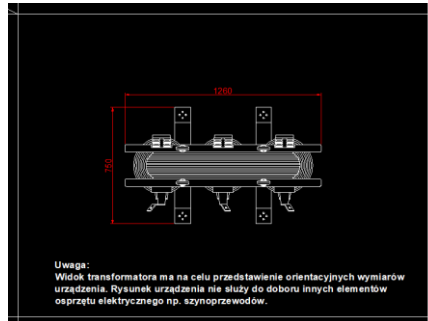 1260
750
Uwaga:
Widok transformatora ma na celu przedstawienie orientacyjnych wymiarów
urządzenia. Rysunek urządzenia nie służy do doboru innych elementów
osprzętu elektrycznego np. szynoprzewodów.